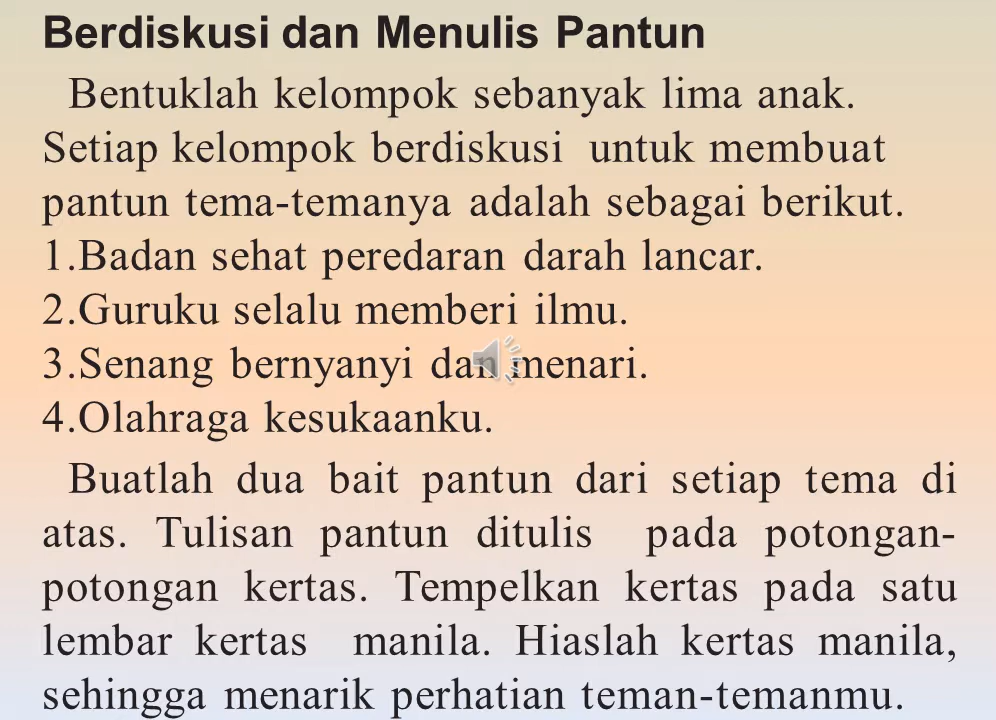 Berdiskusi dan Menulis Pantun
Bentuklah kelompok sebanyak lima anak.
Setiap kelompok berdiskusi untuk membuat
pantun tema-temanya adalah sebagai berikut.
1.Badan sehat peredaran darah lancar.
2.Guruku selalu memberi ilmu.
3.Senang bernyanyi dan menari.
4.Olahraga kesukaanku.
Buatlah dua bait pantun dari setiap tema di
atas. Tulisan pantun ditulis pada potongan-
potongan kertas. Tempelkan kertas pada satu
lembar kertas manila. Hiaslah kertas manila,
sehingga menarik perhatian teman-temanmu.